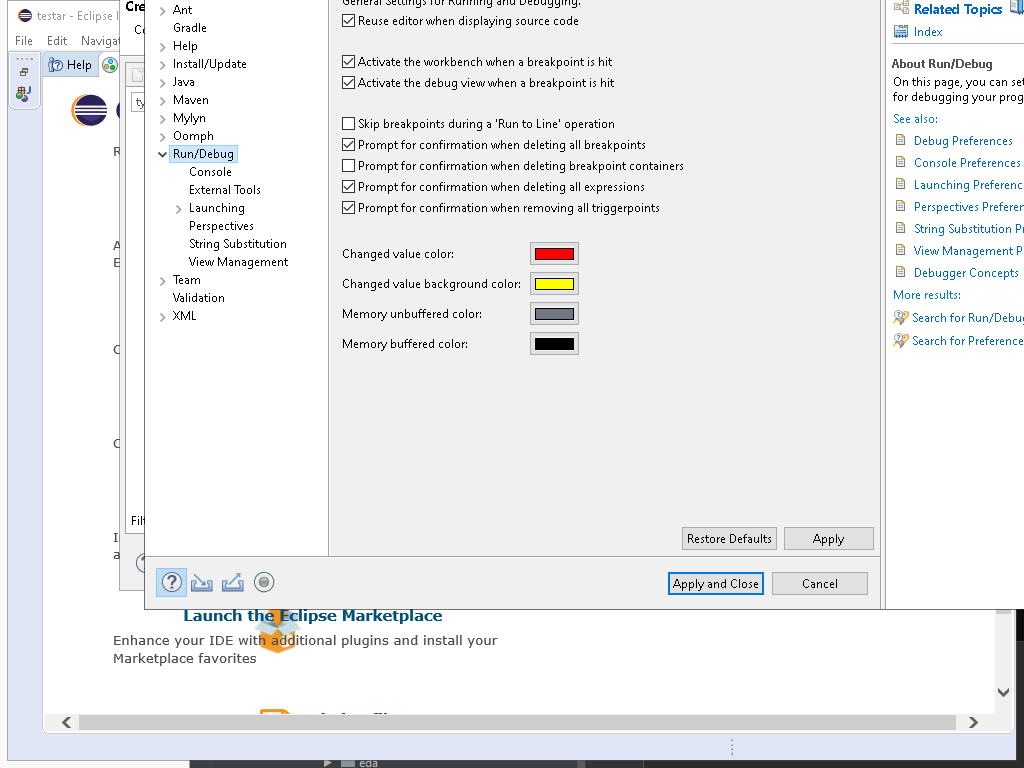 testar - Eclipse I
File Edit Navigat
Help
Cre
Ant
Gradle
Help
Install/Update
Java
Maven
Mylyn
Oomph
Run/Debug
Console
External Tools
Launching
Perspectives
String Substitution
View Management
Team
Validation
XML
General Settings for Running and Debugging.
Reuse editor when displaying source code
Activate the workbench when a breakpoint is hit
Activate the debug view when a breakpoint is hit
Skip breakpoints during a 'Run to Line' operation
Prompt for confirmation when deleting all breakpoints
Prompt for confirmation when deleting breakpoint containers
Prompt for confirmation when deleting all expressions
Prompt for confirmation when removing all triggerpoints
Changed value color:
Changed value background color:
Memory unbuffered color:
Memory buffered color:
Restore Defaults Apply
Apply and Close Cancel
Related Topics
Index
About Run/Debug
On this page, you can set
for debugging your prog
See also:
Debug Preferences
Console Preferences
Launching Preferenc
Perspectives Preferen
String Substitution Pr
View Management P
Debugger Concepts
More results:
Search for Run/Debug
Search for Preference
Filt
Launch the Eclipse Marketplace
Enhance your IDE with additional plugins and install your
Marketplace favorites
eda